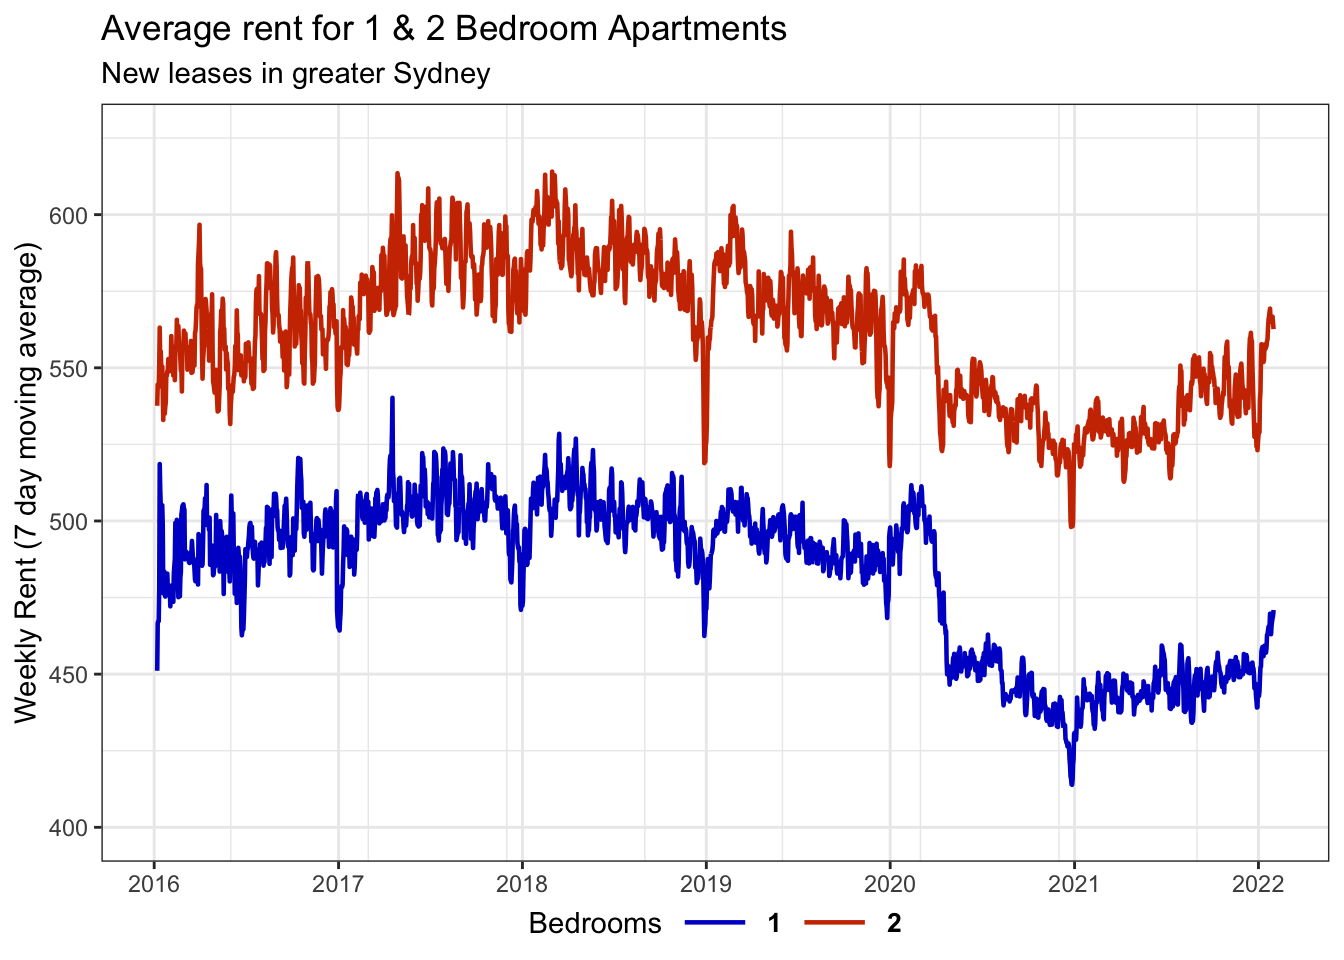 Average rent for 1 & 2 Bedroom Apartments
New leases in greater Sydney
Weekly Rent (7 day moving average)
600
550
500
450
400
2016 2017 2018 2019 2020 2021 2022
Bedrooms 1 2